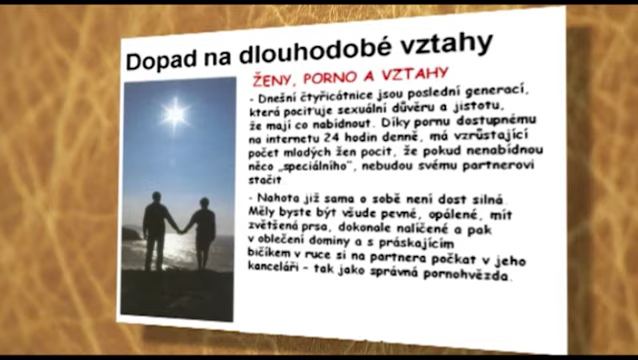 Dopad na dlouhodobé vztahy
ŽENY, PORNO A VZTAHY
- Dnešní čtyřicátnice jsou poslední generací,
která pociťuje sexuální důvěru a jistotu,
že mají co nabídnout. Díky pornu dostupnému
na internetu 24 hodin denně, má vzrůstající
počet mladých žen pocit, že pokud nenabídnou
něco „speciálního", nebudou svému partnerovi
stačit
- Nahota již sama o sobě není dost silná.
Měly byste být všude pevné, opálené, mít
zvětšená prsa, dokonale nalíčené a pak
v oblečení dominy a s práskajícím
bičíkem v ruce si na partnera počkat v jeho
kanceláři - tak jako správná pornohvězda.